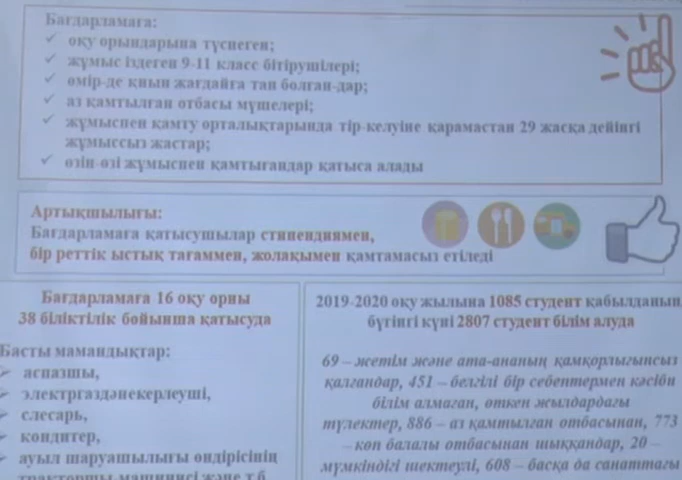 Бағдарламаға:
✓ оқу орындарына түспеген;
✓ жұмыс іздеген 9-11 класс бітірушілері;
✓ өмір-де қиын жағдайға тап болған-дар;
✓ аз қамтылған отбасы мүшелері;
✓ жұмыспен қамту орталықтарында тір-келуіне қарамастан 29 жасқа дейінгі
жұмыссыз жастар;
✓ өзін-өзі жұмыспен қамтығандар қатыса алады
Артықшылығы:
Бағдарламаға қатысушылар стипендиямен,
бір реттік ыстық тағаммен, жолақымен қамтамасыз етіледі
Бағдарламаға 16 оқу орны
38 біліктілік бойынша қатысуда
Басты мамандықтар:
➢ аспазшы,
➢ электргаздәнекерлеуші,
➢ слесарь,
➢ кондитер,
➢ ауыл шаруашылығы өндірісінің
тракторшы-машинисі және т.б.
2019-2020 оқу жылына 1085 студент қабылданып,
бүгінгі күні 2807 студент білім алуда
69 – жетім және ата-ананың қамқорлығынсыз
қалғандар, 451 – белгілі бір себептермен кәсіби
білім алмаған, өткен жылдардағы
түлектер, 886 – аз қамтылған отбасынан, 773
– көп балалы отбасынан шыққандар, 20 –
мүмкіндігі шектеулі, 608 – басқа да санаттағы